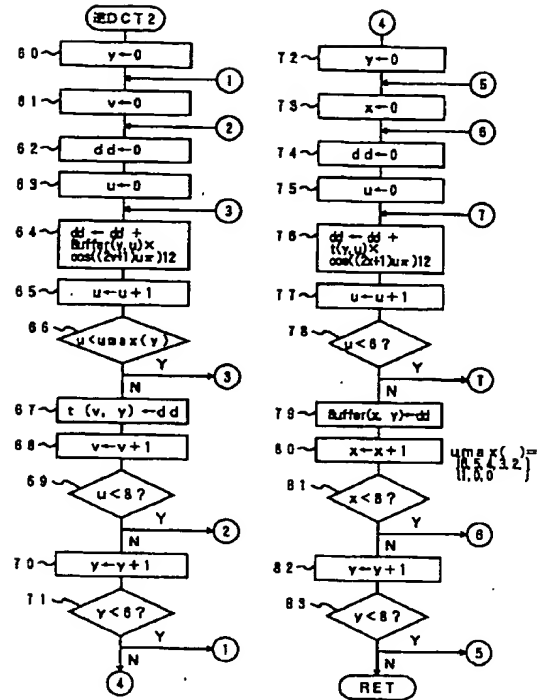 逆DCT2
60
y←0
①
61
v←0
②
62
dd←0
63
u←0
③
64
dd ← dd +
Buffer(v,u)×
cos((2y+1)uπ)12
65
u←u+1
66
u<umax(y)
Y
③
N
67
t (v, y) ←dd
68
v←v+1
69
u<8?
Y
②
N
70
y←y+1
71
y<6?
Y
①
N
④
④
72
y←0
⑤
73
x←0
⑥
74
dd←0
75
u←0
⑦
76
dd ← dd +
t(y,u)×
cos((2x+1)uπ)12
77
u←u+1
78
u<6?
Y
⑦
N
79
Buffer(x, y)←dd
80
x←x+1
umax( )=
81
x<6?
Y
⑥
N
82
y←y+1
83
y<8?
Y
⑤
N
RET